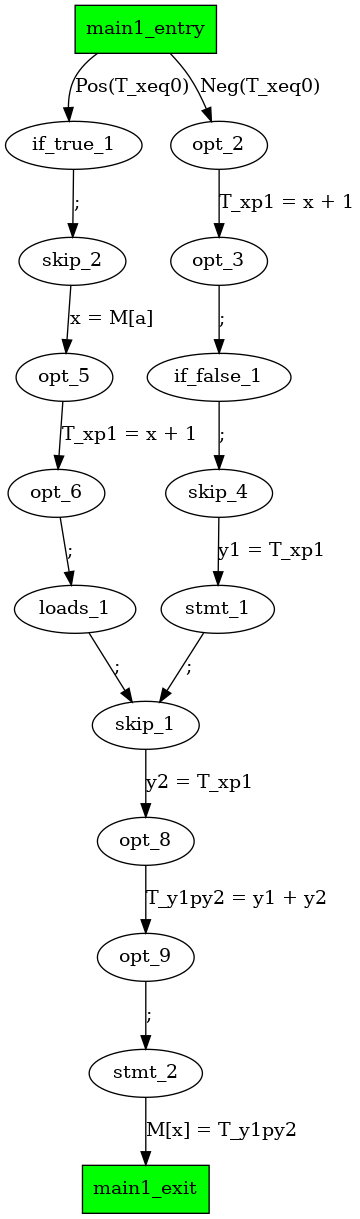 main1_entry
Pos(T_xeq0) Neg(T_xeq0)
if_true_1 opt_2
; T_xp1 = x + 1
skip_2 opt_3
x = M[a] ;
opt_5 if_false_1
T_xp1 = x + 1 ;
opt_6 skip_4
; y1 = T_xp1
loads_1 stmt_1
; ;
skip_1
y2 = T_xp1
opt_8
T_y1py2 = y1 + y2
opt_9
;
stmt_2
M[x] = T_y1py2
main1_exit